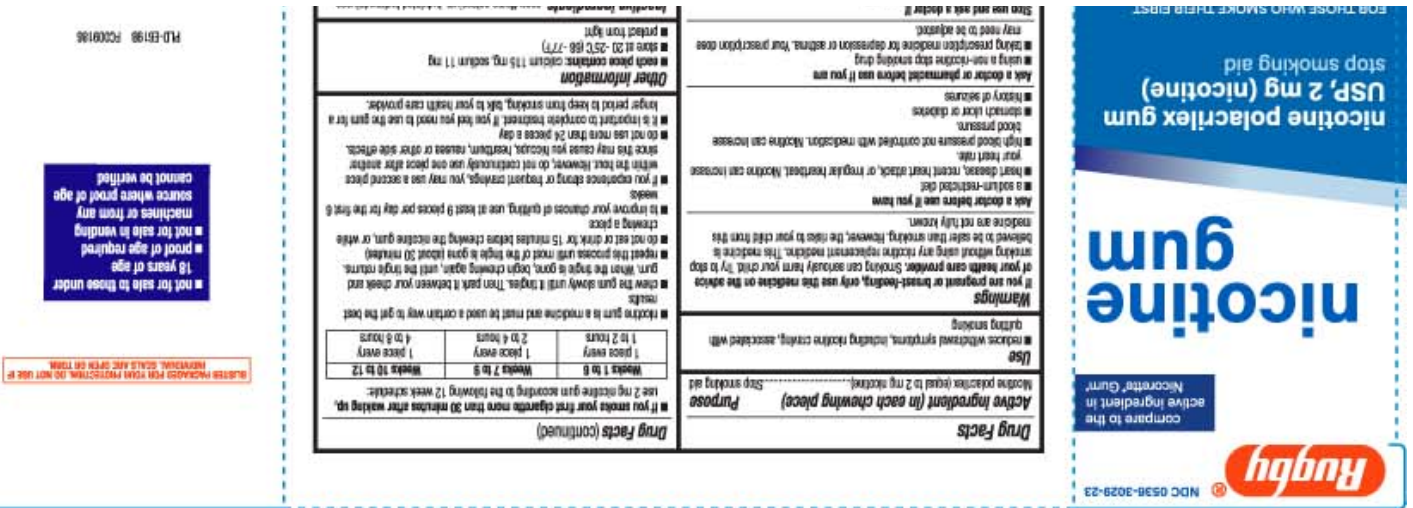 NDC 0536-3029-23
Rugby®
compare to the
active ingredient in
Nicorette® Gum*
nicotine
gum
nicotine polacrilex gum
USP, 2 mg (nicotine)
stop smoking aid
FOR THOSE WHO SMOKE THEIR FIRST
Drug Facts
Active ingredient (in each chewing piece) Purpose
Nicotine polacrilex (equal to 2 mg nicotine)..........................Stop smoking aid
Use
■ reduces withdrawal symptoms, including nicotine craving, associated with
quitting smoking
Warnings
If you are pregnant or breast-feeding, only use this medicine on the advice
of your health care provider. Smoking can seriously harm your child. Try to stop
smoking without using any nicotine replacement medicine. This medicine is
believed to be safer than smoking. However, the risks to your child from this
medicine are not fully known.
Ask a doctor before use if you have
■ a sodium-restricted diet
■ heart disease, recent heart attack, or irregular heartbeat. Nicotine can increase
your heart rate.
■ high blood pressure not controlled with medication. Nicotine can increase
blood pressure.
■ stomach ulcer or diabetes
■ history of seizures
Ask a doctor or pharmacist before use if you are
■ using a non-nicotine stop smoking drug
■ taking prescription medicine for depression or asthma. Your prescription dose
may need to be adjusted.
Stop use and ask a doctor if
Drug Facts (continued)
■ If you smoke your first cigarette more than 30 minutes after waking up,
use 2 mg nicotine gum according to the following 12 week schedule:
Weeks 1 to 6 Weeks 7 to 9 Weeks 10 to 12
1 piece every 1 piece every 1 piece every
1 to 2 hours 2 to 4 hours 4 to 8 hours
■ nicotine gum is a medicine and must be used a certain way to get the best
results
■ chew the gum slowly until it tingles. Then park it between your cheek and
gum. When the tingle is gone, begin chewing again, until the tingle returns.
■ repeat this process until most of the tingle is gone (about 30 minutes)
■ do not eat or drink for 15 minutes before chewing the nicotine gum, or while
chewing a piece
■ to improve your chances of quitting, use at least 9 pieces per day for the first 6
weeks
■ if you experience strong or frequent cravings, you may use a second piece
within the hour. However, do not continuously use one piece after another
since this may cause you hiccups, heartburn, nausea or other side effects.
■ do not use more than 24 pieces a day
■ it is important to complete treatment. If you feel you need to use the gum for a
longer period to keep from smoking, talk to your health care provider.
Other information
■ each piece contains: calcium 115 mg, sodium 11 mg
■ store at 20 -25°C (68 -77°F)
■ protect from light
Inactive ingredients
BLISTER PACKAGED FOR YOUR PROTECTION. DO NOT USE IF
INDIVIDUAL SEALS ARE OPEN OR TORN.
■ not for sale to those under
18 years of age
■ proof of age required
■ not for sale in vending
machines or from any
source where proof of age
cannot be verified
PLD-E6198 FC009186